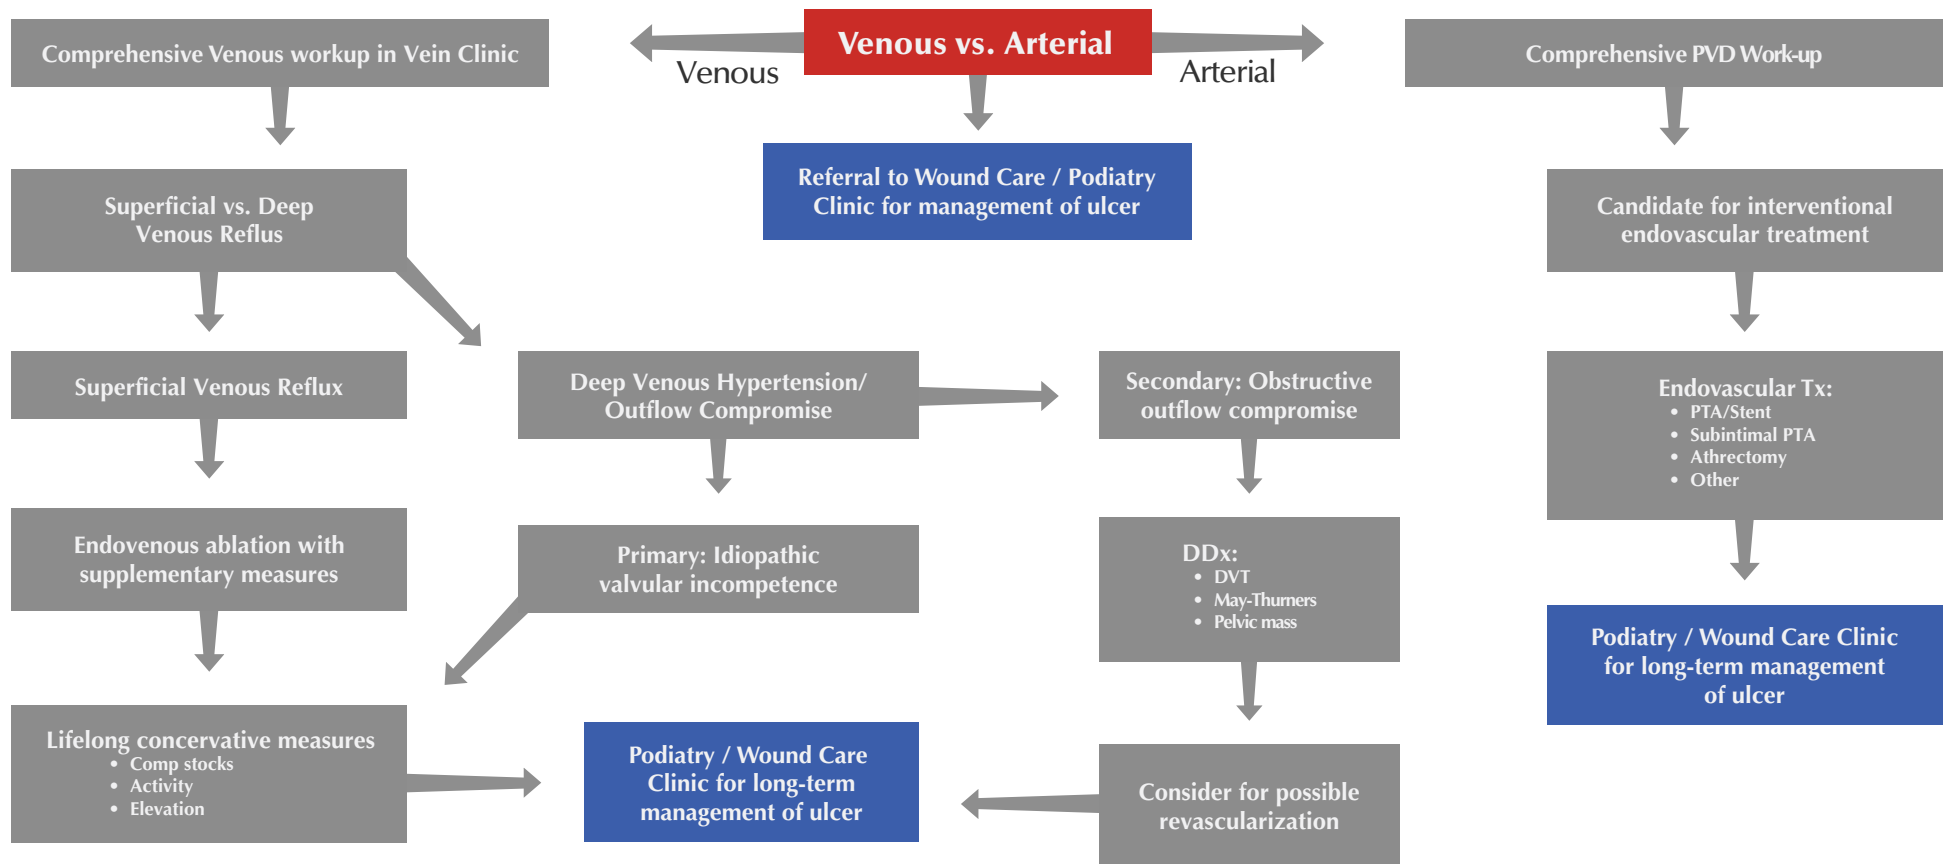 Venous vs. Arterial
Venous
Arterial
Comprehensive Venous workup in Vein Clinic
Comprehensive PVD Work-up
Referral to Wound Care / Podiatry
Clinic for management of ulcer
Superficial vs. Deep
Venous Reflus
Candidate for interventional
endovascular treatment
Superficial Venous Reflux
Deep Venous Hypertension/
Outflow Compromise
Secondary: Obstructive
outflow compromise
Endovascular Tx:
• PTA/Stent
• Subintimal PTA
• Athrectomy
• Other
Endovenous ablation with
supplementary measures
Primary: Idiopathic
valvular incompetence
DDx:
• DVT
• May-Thurners
• Pelvic mass
Podiatry / Wound Care Clinic
for long-term management
of ulcer
Lifelong concervative measures
• Comp stocks
• Activity
• Elevation
Podiatry / Wound Care
Clinic for long-term
management of ulcer
Consider for possible
revascularization